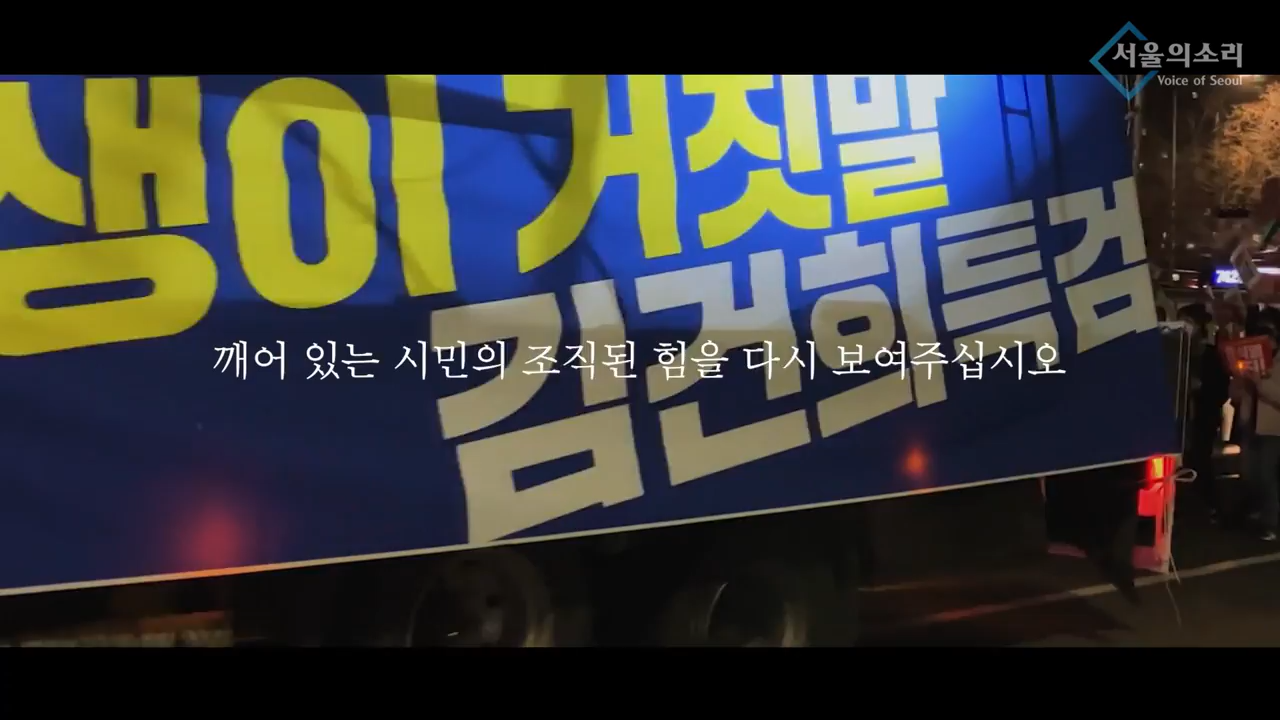 서울의소리
Voice of Seoul
생이 거짓말
김건희특검
깨어 있는 시민의 조직된 힘을 다시 보여주십시오